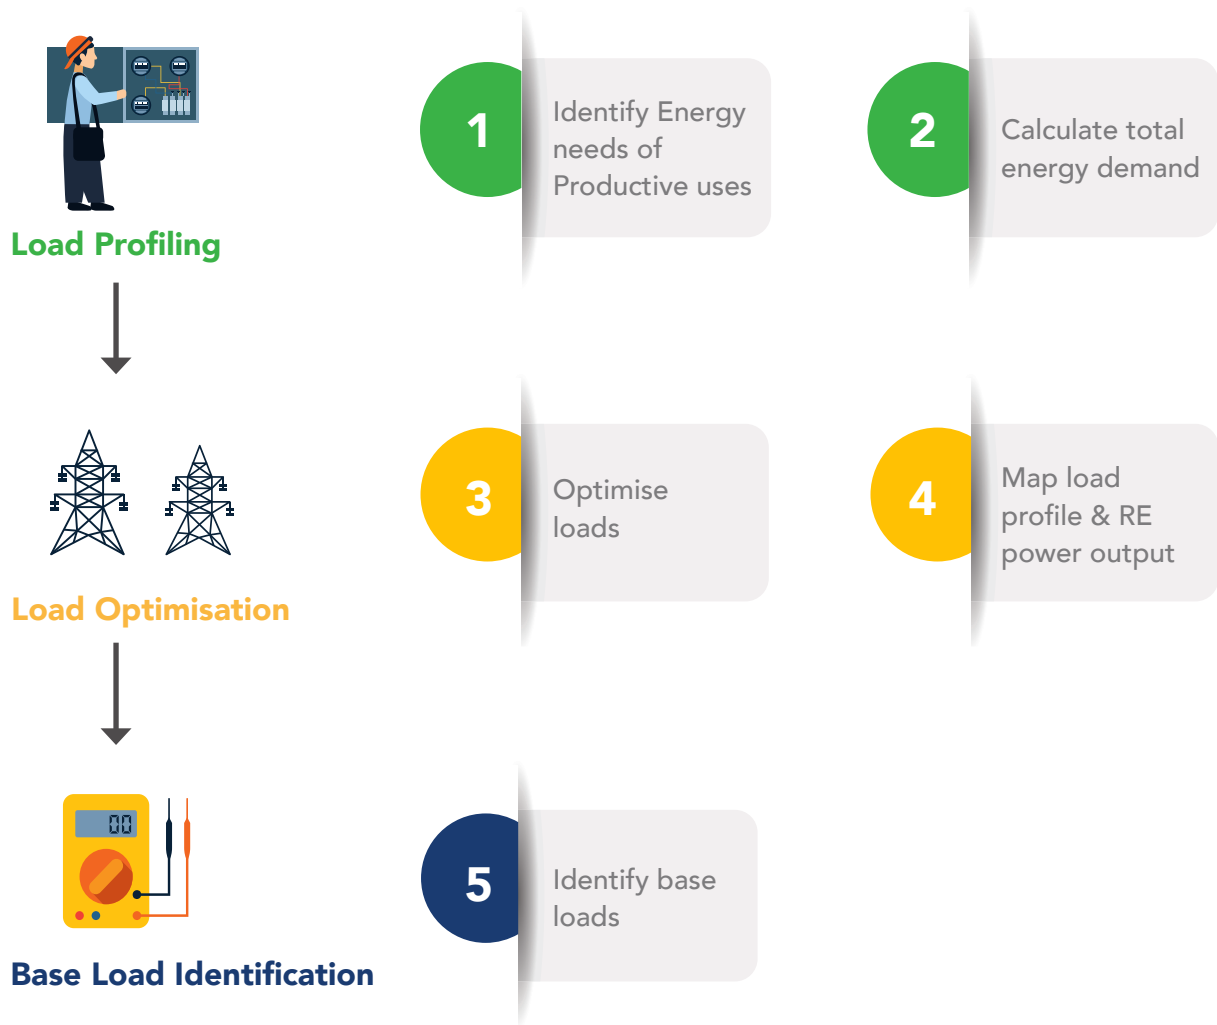 1
Identify Energy
needs of
Productive uses
2
Calculate total
energy demand
Load Profiling
3
Optimise
loads
4
Map load
profile & RE
power output
Load Optimisation
00
5
Identify base
loads
Base Load Identification